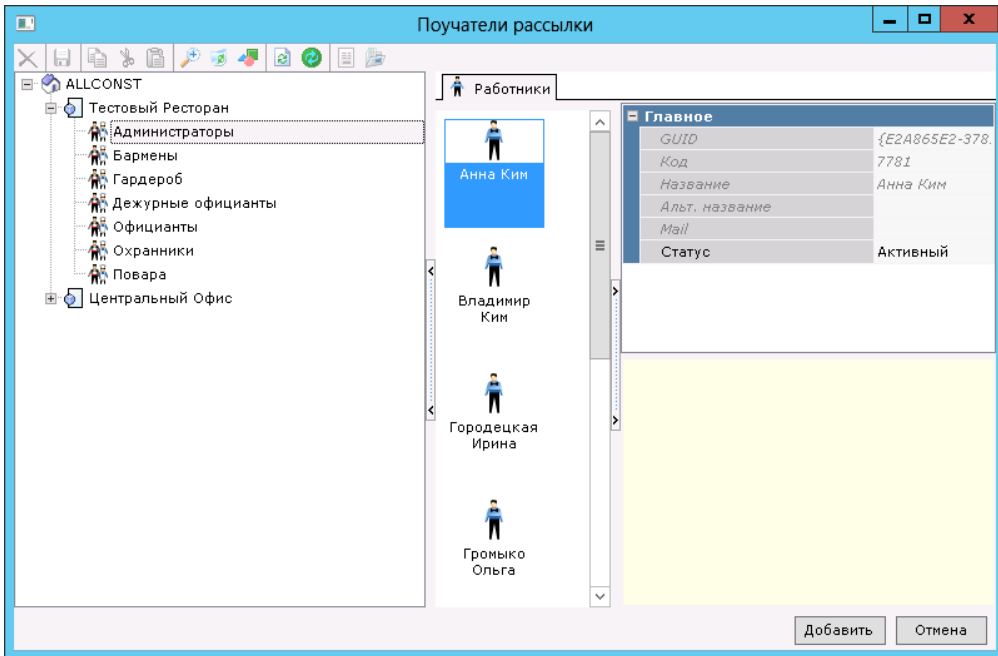 Поучатели рассылки
ALLCONST
Тестовый Ресторан
Администраторы
Бармены
Гардероб
Дежурные официанты
Официанты
Охранники
Повара
Центральный Офис
Работники
Анна Ким
Владимир
Ким
Городецкая
Ирина
Громыко
Ольга
Главное
GUID {E2A865E2-378.
Код 7781
Название Анна Ким
Альт. название
Mail
Статус Активный
Добавить Отмена